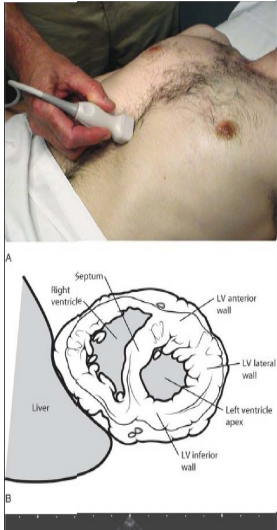 A
Septum
Right
ventricle
LV anterior
wall
LV lateral
wall
Liver
Left ventricle
apex
LV inferior
wall
B